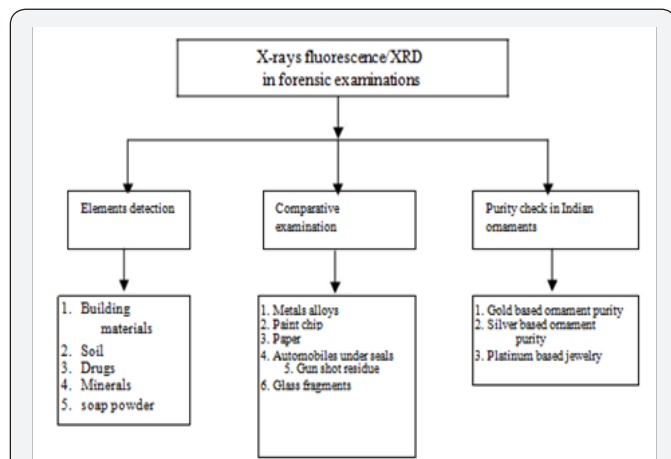 X-rays fluorescence/XRD
in forensic examinations
Elements detection
Comparative
examination
Purity check in Indian
ornaments
1. Building
materials
2. Soil
3. Drugs
4. Minerals
5. soap powder
1. Metals alloys
2. Paint chip
3. Paper
4. Automobiles under seals
5. Gun shot residue
6. Glass fragments
1. Gold based ornament purity
2. Silver based ornament
purity
3. Platinum based jewelry